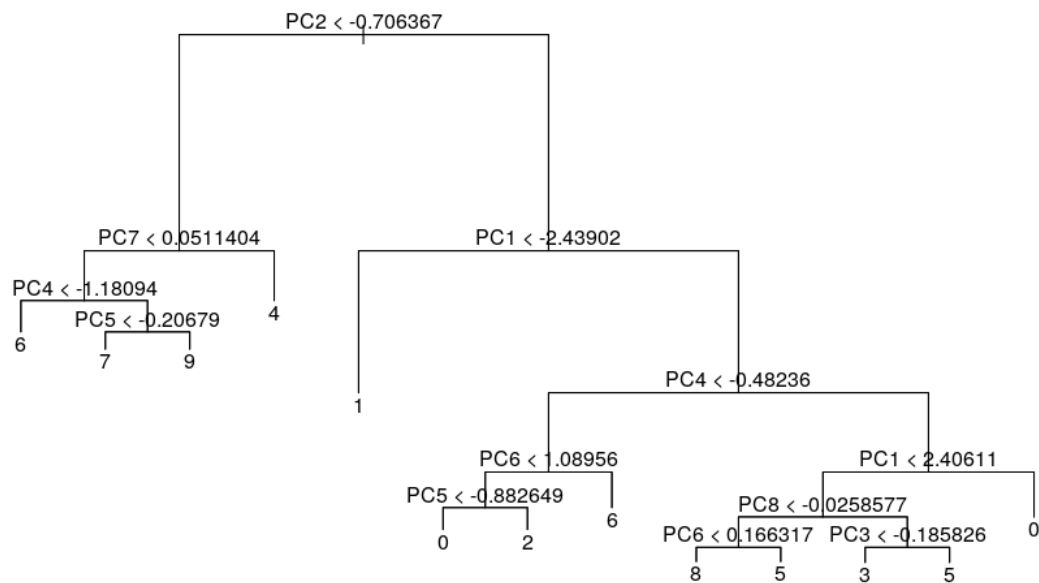 PC2 < -0.706367
PC7 < 0.0511404
PC1 < -2.43902
PC4 < -1.18094
4
PC5 < -0.20679
6
7
9
PC4 < -0.48236
1
PC6 < 1.08956
PC1 < 2.40611
PC5 < -0.882649
PC8 < -0.0258577
6
0
0
2
PC6 < 0.166317
PC3 < -0.185826
8
5
3
5